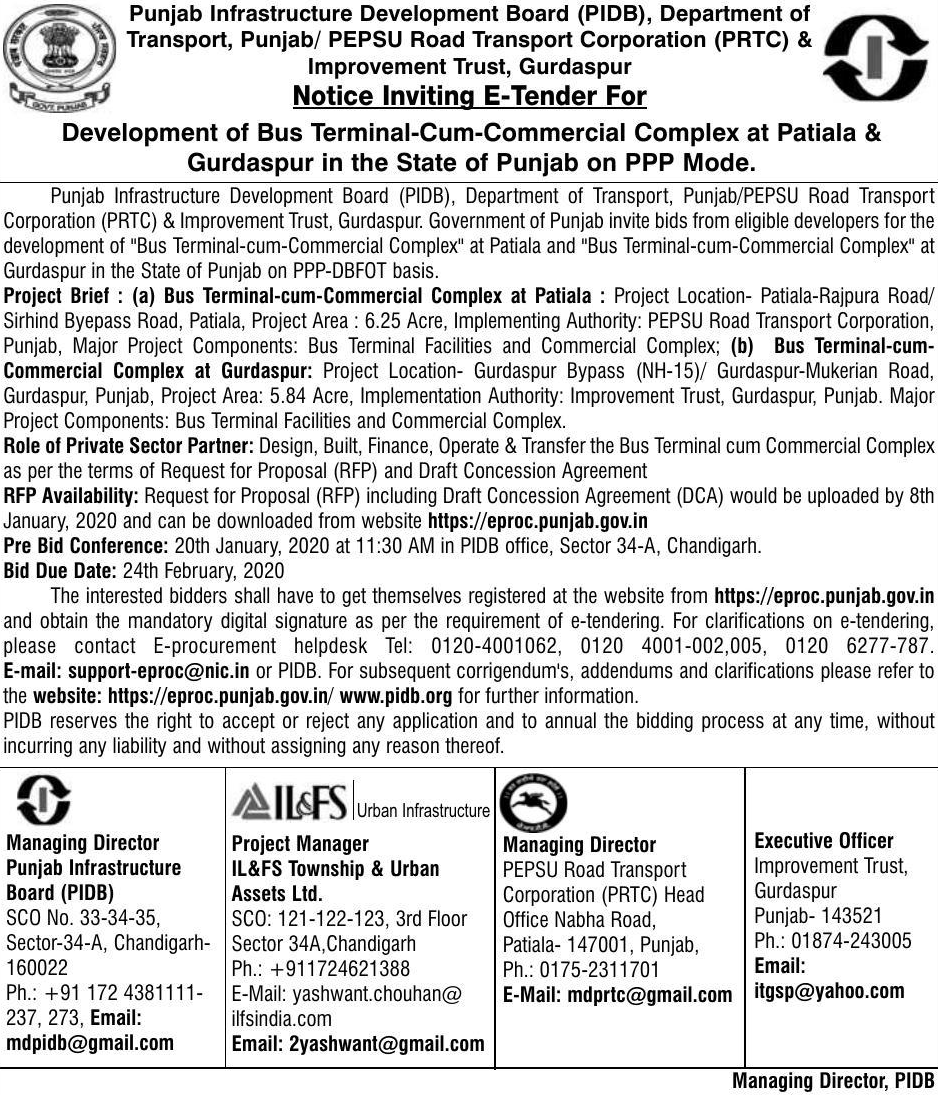 Punjab Infrastructure Development Board (PIDB), Department of
Transport, Punjab/ PEPSU Road Transport Corporation (PRTC) &
Improvement Trust, Gurdaspur
Notice Inviting E-Tender For
Development of Bus Terminal-Cum-Commercial Complex at Patiala &
Gurdaspur in the State of Punjab on PPP Mode.
Punjab Infrastructure Development Board (PIDB), Department of Transport, Punjab/PEPSU Road Transport
Corporation (PRTC) & Improvement Trust, Gurdaspur. Government of Punjab invite bids from eligible developers for the
development of "Bus Terminal-cum-Commercial Complex" at Patiala and "Bus Terminal-cum-Commercial Complex" at
Gurdaspur in the State of Punjab on PPP-DBFOT basis.
Project Brief : (a) Bus Terminal-cum-Commercial Complex at Patiala : Project Location- Patiala-Rajpura Road/
Sirhind Byepass Road, Patiala, Project Area : 6.25 Acre, Implementing Authority: PEPSU Road Transport Corporation,
Punjab, Major Project Components: Bus Terminal Facilities and Commercial Complex; (b) Bus Terminal-cum-
Commercial Complex at Gurdaspur: Project Location- Gurdaspur Bypass (NH-15)/ Gurdaspur-Mukerian Road,
Gurdaspur, Punjab, Project Area: 5.84 Acre, Implementation Authority: Improvement Trust, Gurdaspur, Punjab. Major
Project Components: Bus Terminal Facilities and Commercial Complex.
Role of Private Sector Partner: Design, Built, Finance, Operate & Transfer the Bus Terminal cum Commercial Complex
as per the terms of Request for Proposal (RFP) and Draft Concession Agreement
RFP Availability: Request for Proposal (RFP) including Draft Concession Agreement (DCA) would be uploaded by 8th
January, 2020 and can be downloaded from website https://eproc.punjab.gov.in
Pre Bid Conference: 20th January, 2020 at 11:30 AM in PIDB office, Sector 34-A, Chandigarh.
Bid Due Date: 24th February, 2020
The interested bidders shall have to get themselves registered at the website from https://eproc.punjab.gov.in
and obtain the mandatory digital signature as per the requirement of e-tendering. For clarifications on e-tendering,
please contact E-procurement helpdesk Tel: 0120-4001062, 0120 4001-002,005, 0120 6277-787.
E-mail: support-eproc@nic.in or PIDB. For subsequent corrigendum's, addendums and clarifications please refer to
the website: https://eproc.punjab.gov.in/ www.pidb.org for further information.
PIDB reserves the right to accept or reject any application and to annual the bidding process at any time, without
incurring any liability and without assigning any reason thereof.
Managing Director
Punjab Infrastructure
Board (PIDB)
SCO No. 33-34-35,
Sector-34-A, Chandigarh-
160022
Ph.: +91 172 4381111-
237, 273, Email:
mdpidb@gmail.com
IL&FS Urban Infrastructure
Project Manager
IL&FS Township & Urban
Assets Ltd.
SCO: 121-122-123, 3rd Floor
Sector 34A,Chandigarh
Ph.: +911724621388
E-Mail: yashwant.chouhan@
ilfsindia.com
Email: 2yashwant@gmail.com
Managing Director
PEPSU Road Transport
Corporation (PRTC) Head
Office Nabha Road,
Patiala- 147001, Punjab,
Ph.: 0175-2311701
E-Mail: mdprtc@gmail.com
Executive Officer
Improvement Trust,
Gurdaspur
Punjab- 143521
Ph.: 01874-243005
Email:
itgsp@yahoo.com
Managing Director, PIDB